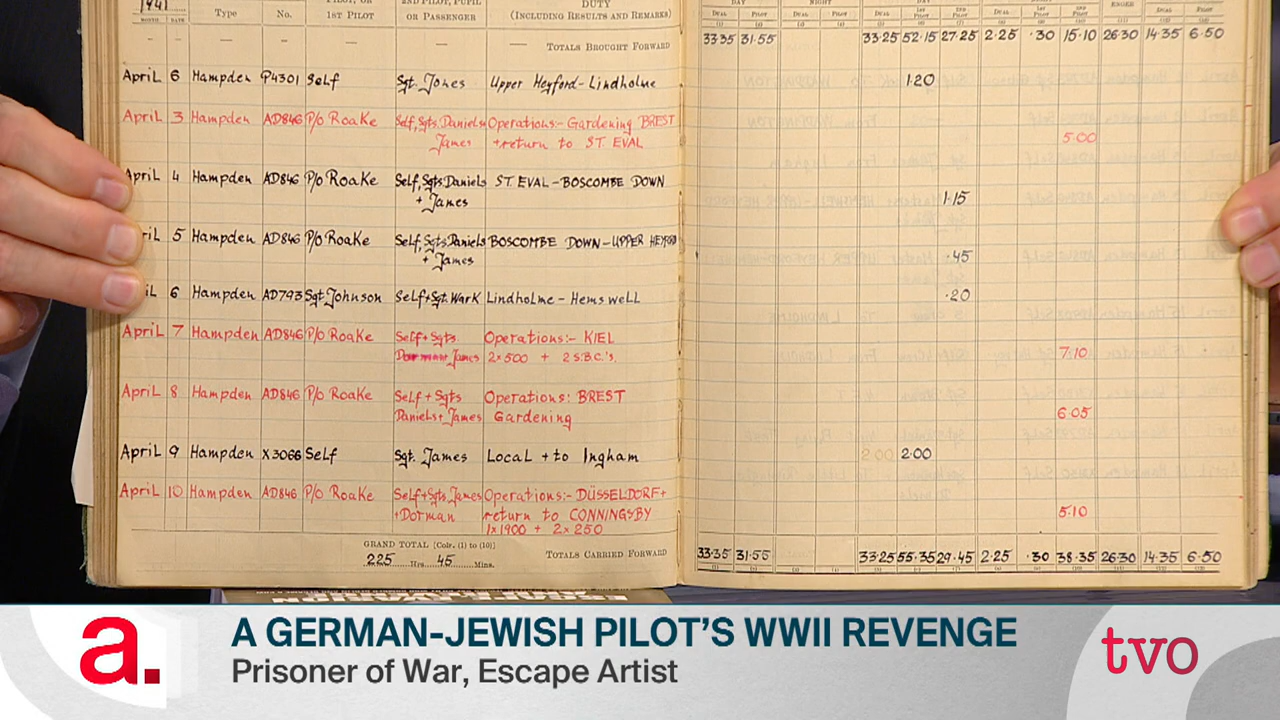 1941
Type No. 1ST PILOT OR PASSENGER DUTY
(INCLUDING RESULTS AND REMARKS)
— — — — — TOTALS BROUGHT FORWARD 33·35 31·55 33·25 52·15 27·25 2·25 ·30 15·10 26·30 14·35 6·50
April 6 Hampden P4301 Self Sgt. Jones Upper Heyford-Lindholme 1·20
April 3 Hampden AD846 P/o Roake Self, Sgts. Daniels Operations:- Gardening BREST
James + return to ST. EVAL 5·00
April 4 Hampden AD846 P/o Roake Self, Sgts Daniels ST. EVAL-BOSCOMBE DOWN
+ James 1·15
April 5 Hampden AD846 P/o Roake Self, Sgts. Daniels BOSCOMBE DOWN-UPPER HEYFORD
+ James ·45
6 Hampden AD793 Sgt Johnson Self+Sgt. Wark Lindholme-Hemswell ·20
April 7 Hampden AD846 P/o Roake Self + Sgts. Operations:- KIEL
James 2x500 + 2 S.B.C.'s. 7·10
April 8 Hampden AD846 P/o Roake Self + Sgts Operations: BREST
Daniels+James Gardening 6·05
April 9 Hampden X3066 Self Sgt. James Local + to Ingham 2·00 2·00
April 10 Hampden AD846 P/o Roake Self+Sgts James Operations:- DÜSSELDORF+
+Dorman return to CONNINGSBY 5·10
1x1900 + 2x250
GRAND TOTAL [Cols. (1) to (10)] TOTALS CARRIED FORWARD 33·35 31·55 33·25 55·35 29·45 2·25 ·30 38·35 26·30 14·35 6·50
225 Hrs. 45 Mins.
a.
A GERMAN-JEWISH PILOT'S WWII REVENGE
Prisoner of War, Escape Artist
tvo